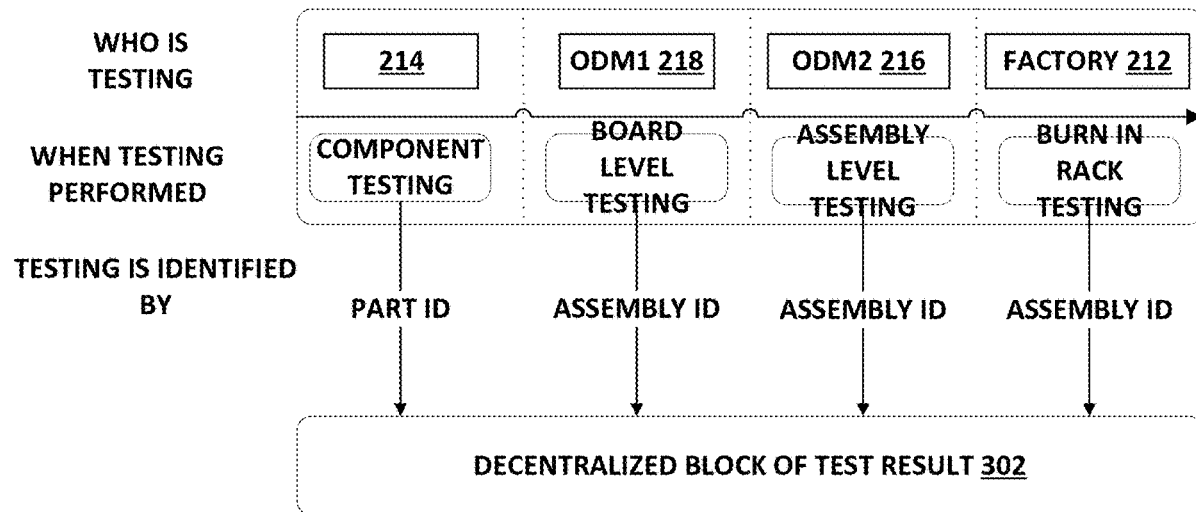 WHO IS
TESTING
214
ODM1 218
ODM2 216
FACTORY 212
WHEN TESTING
PERFORMED
COMPONENT
TESTING
BOARD
LEVEL
TESTING
ASSEMBLY
LEVEL
TESTING
BURN IN
RACK
TESTING
TESTING IS IDENTIFIED
BY
PART ID
ASSEMBLY ID
ASSEMBLY ID
ASSEMBLY ID
DECENTRALIZED BLOCK OF TEST RESULT 302